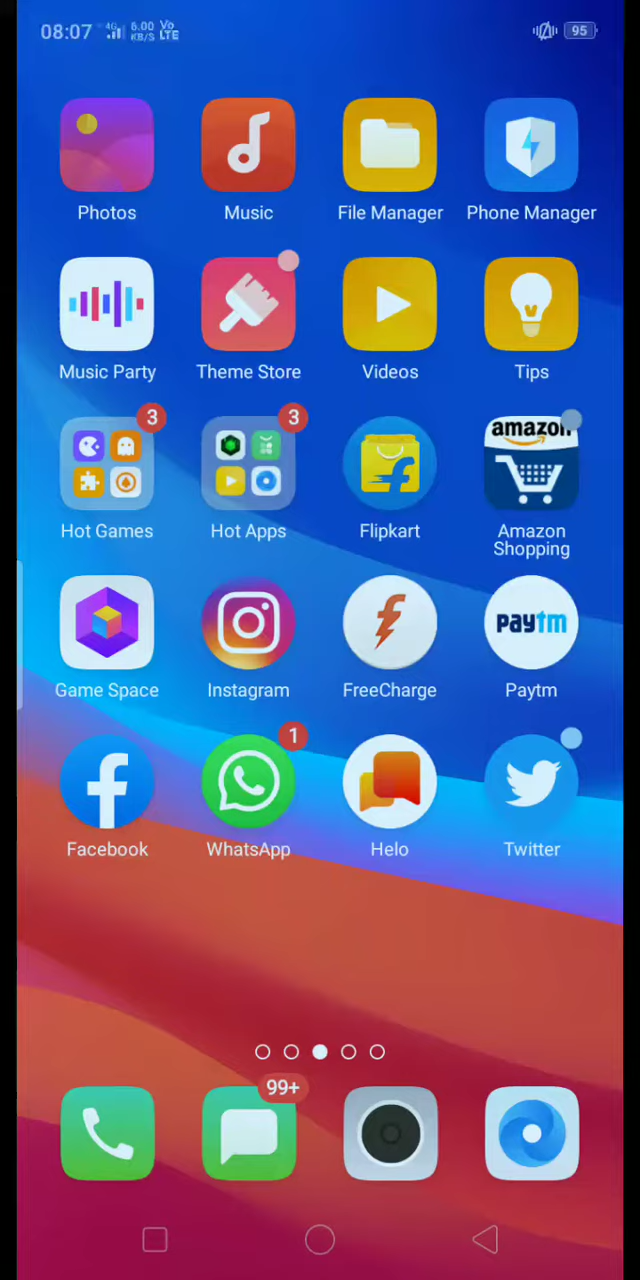 08:07 4G 6.00 KB/S Vo LTE 95
Photos Music File Manager Phone Manager
Music Party Theme Store Videos Tips
3 3 amazon
Hot Games Hot Apps Flipkart Amazon Shopping
paytm
Game Space Instagram FreeCharge Paytm
1
Facebook WhatsApp Helo Twitter
99+